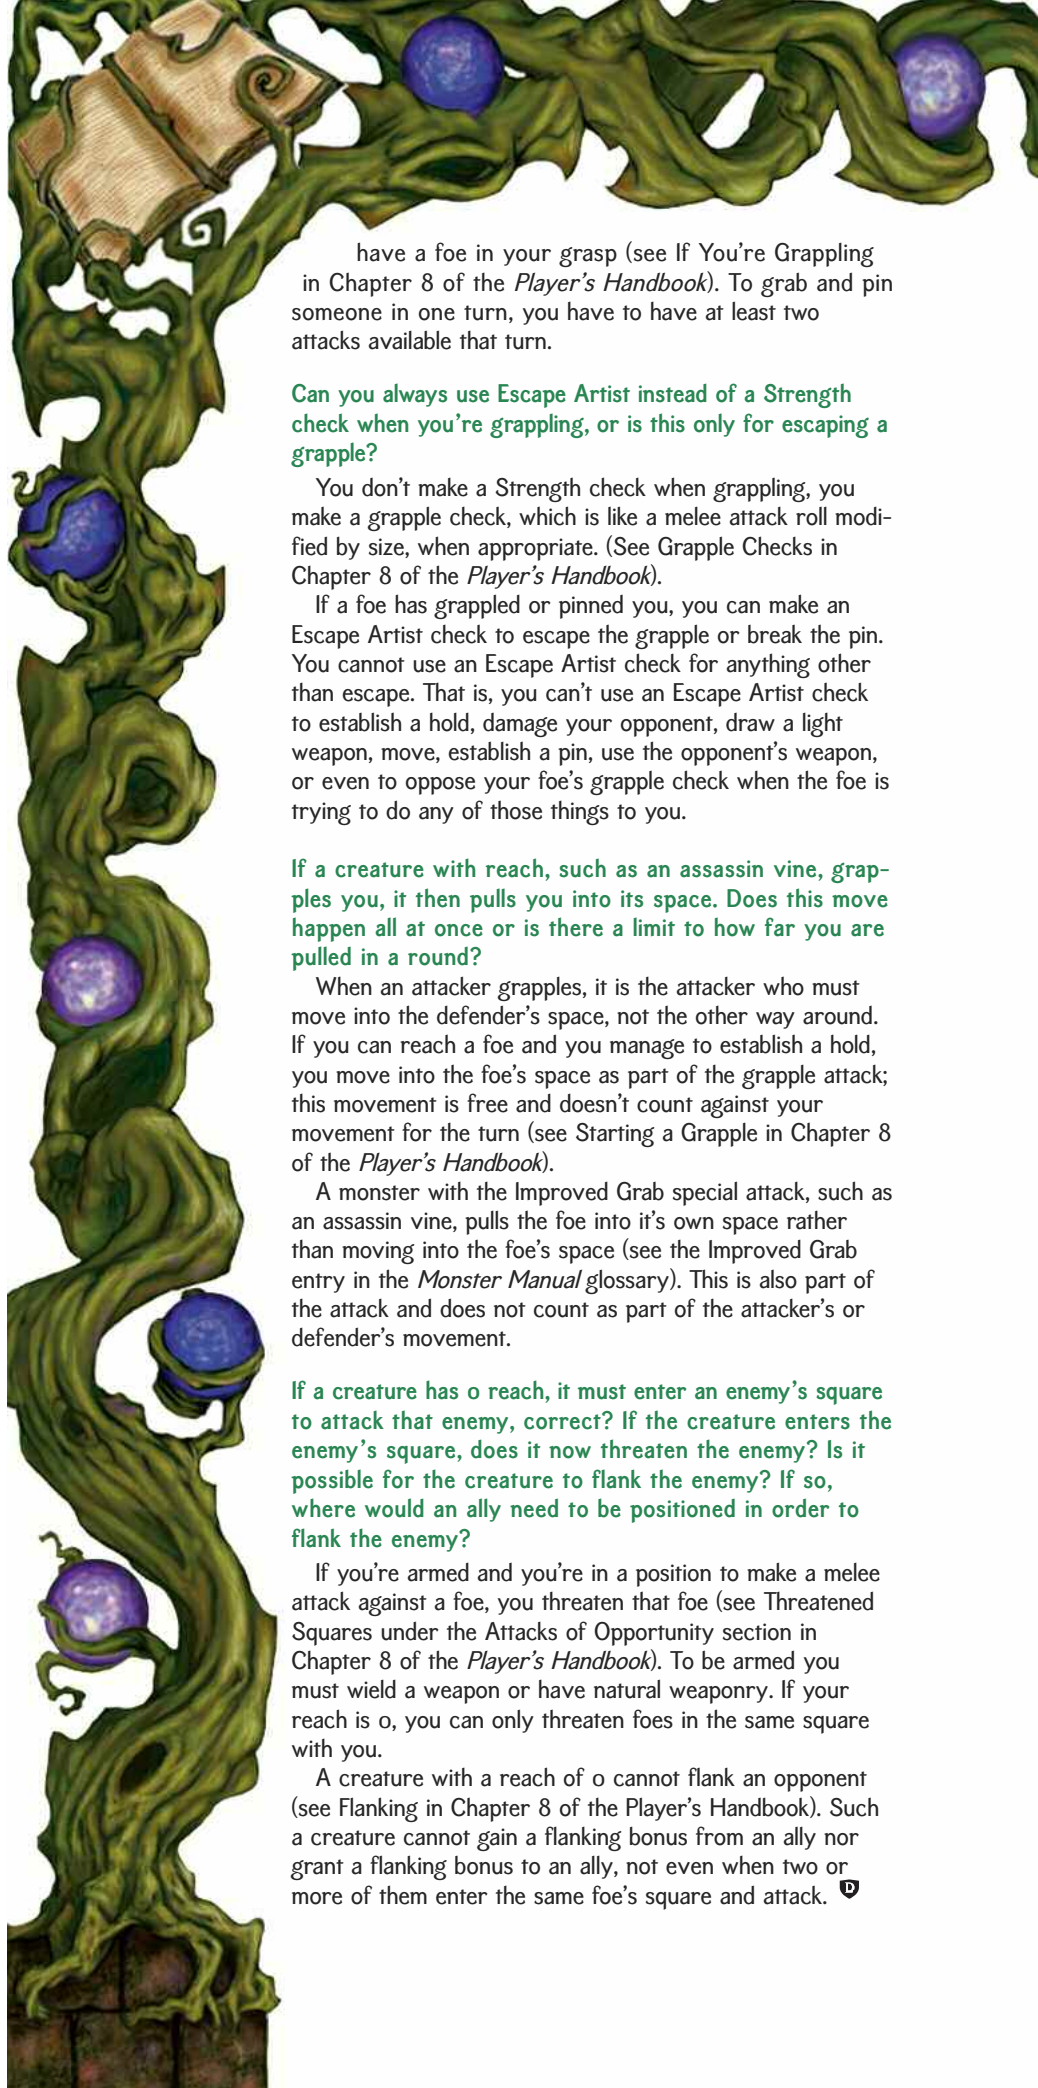 have a foe in your grasp (see If You’re Grappling
in Chapter 8 of the Player’s Handbook). To grab and pin
someone in one turn, you have to have at least two
attacks available that turn.
Can you always use Escape Artist instead of a Strength
check when you’re grappling, or is this only for escaping a
grapple?
You don’t make a Strength check when grappling, you
make a grapple check, which is like a melee attack roll modi-
fied by size, when appropriate. (See Grapple Checks in
Chapter 8 of the Player’s Handbook).
If a foe has grappled or pinned you, you can make an
Escape Artist check to escape the grapple or break the pin.
You cannot use an Escape Artist check for anything other
than escape. That is, you can’t use an Escape Artist check
to establish a hold, damage your opponent, draw a light
weapon, move, establish a pin, use the opponent’s weapon,
or even to oppose your foe’s grapple check when the foe is
trying to do any of those things to you.
If a creature with reach, such as an assassin vine, grap-
ples you, it then pulls you into its space. Does this move
happen all at once or is there a limit to how far you are
pulled in a round?
When an attacker grapples, it is the attacker who must
move into the defender’s space, not the other way around.
If you can reach a foe and you manage to establish a hold,
you move into the foe’s space as part of the grapple attack;
this movement is free and doesn’t count against your
movement for the turn (see Starting a Grapple in Chapter 8
of the Player’s Handbook).
A monster with the Improved Grab special attack, such as
an assassin vine, pulls the foe into it’s own space rather
than moving into the foe’s space (see the Improved Grab
entry in the Monster Manual glossary). This is also part of
the attack and does not count as part of the attacker’s or
defender’s movement.
If a creature has 0 reach, it must enter an enemy’s square
to attack that enemy, correct? If the creature enters the
enemy’s square, does it now threaten the enemy? Is it
possible for the creature to flank the enemy? If so,
where would an ally need to be positioned in order to
flank the enemy?
If you’re armed and you’re in a position to make a melee
attack against a foe, you threaten that foe (see Threatened
Squares under the Attacks of Opportunity section in
Chapter 8 of the Player’s Handbook). To be armed you
must wield a weapon or have natural weaponry. If your
reach is 0, you can only threaten foes in the same square
with you.
A creature with a reach of 0 cannot flank an opponent
(see Flanking in Chapter 8 of the Player’s Handbook). Such
a creature cannot gain a flanking bonus from an ally nor
grant a flanking bonus to an ally, not even when two or
more of them enter the same foe’s square and attack. D